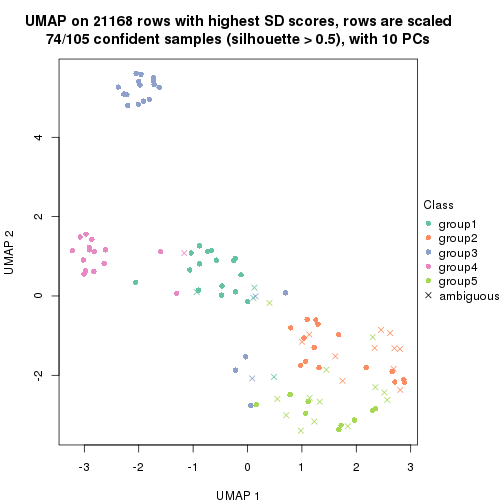 UMAP on 21168 rows with highest SD scores, rows are scaled
74/105 confident samples (silhouette > 0.5), with 10 PCs
4
2
0
-2
UMAP 2
-3
-2
-1
0
1
2
3
UMAP 1
Class
group1
group2
group3
group4
group5
ambiguous